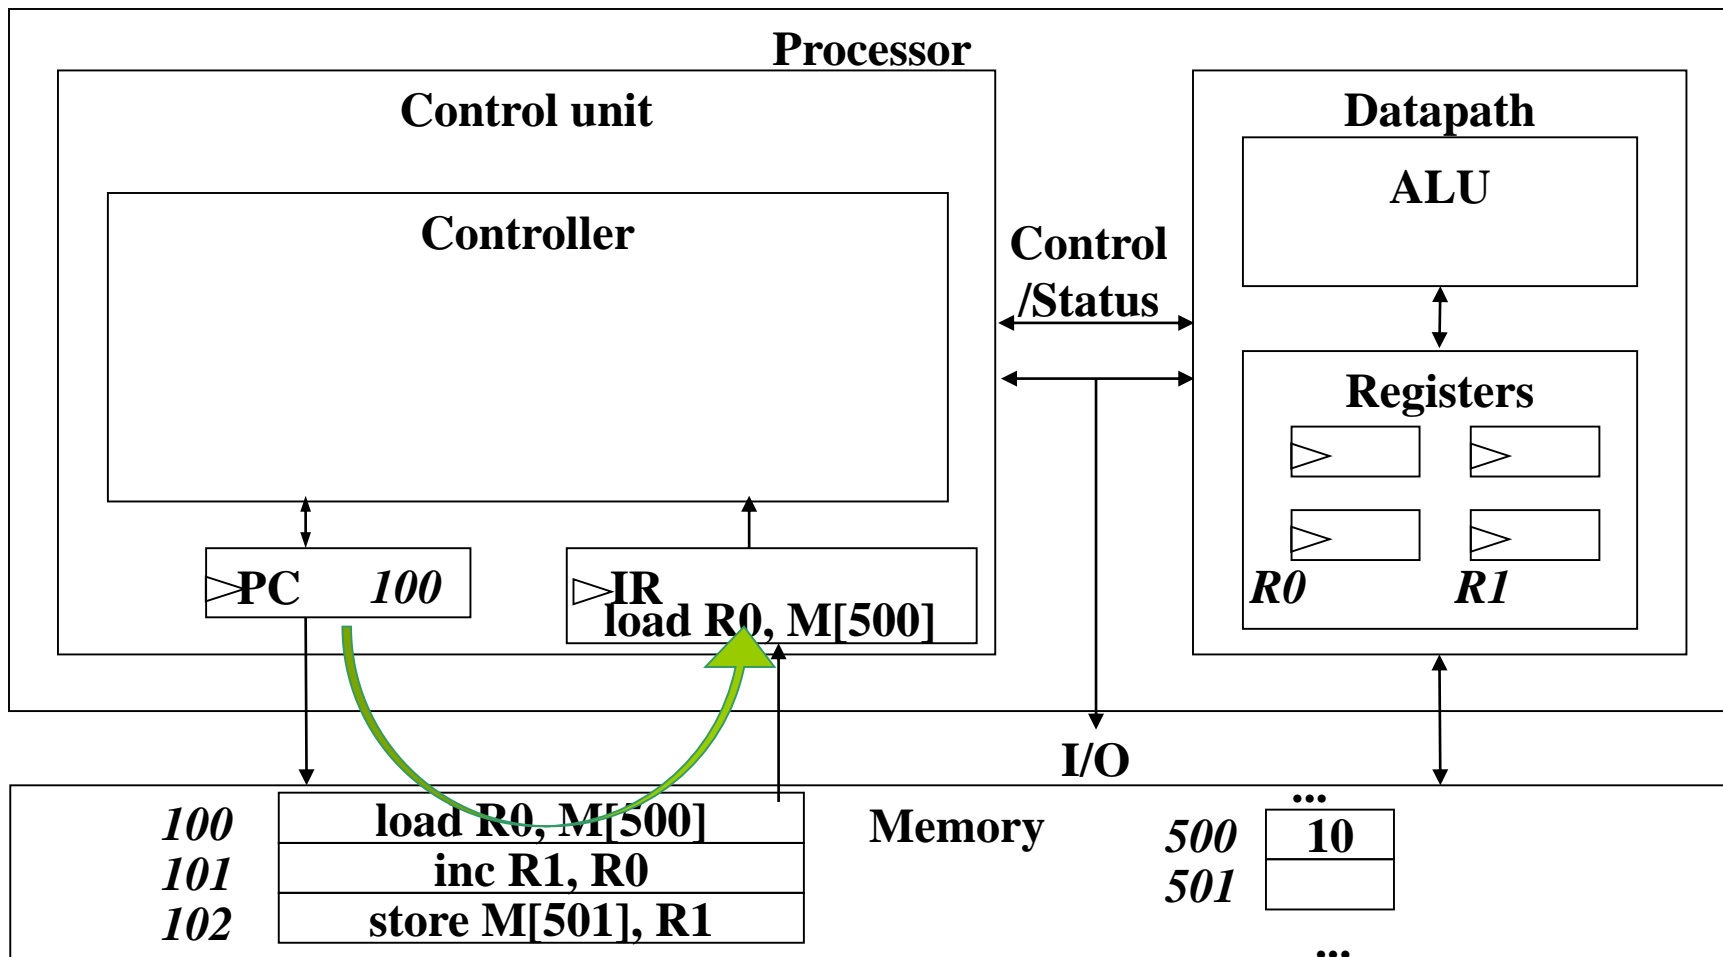 Processor
Control unit
Datapath
ALU
Controller
Control
/Status
Registers
PC 100
IR
load R0, M[500]
R0 R1
I/O
Memory
100 load R0, M[500]
101 inc R1, R0
102 store M[501], R1
...
500 10
501
...